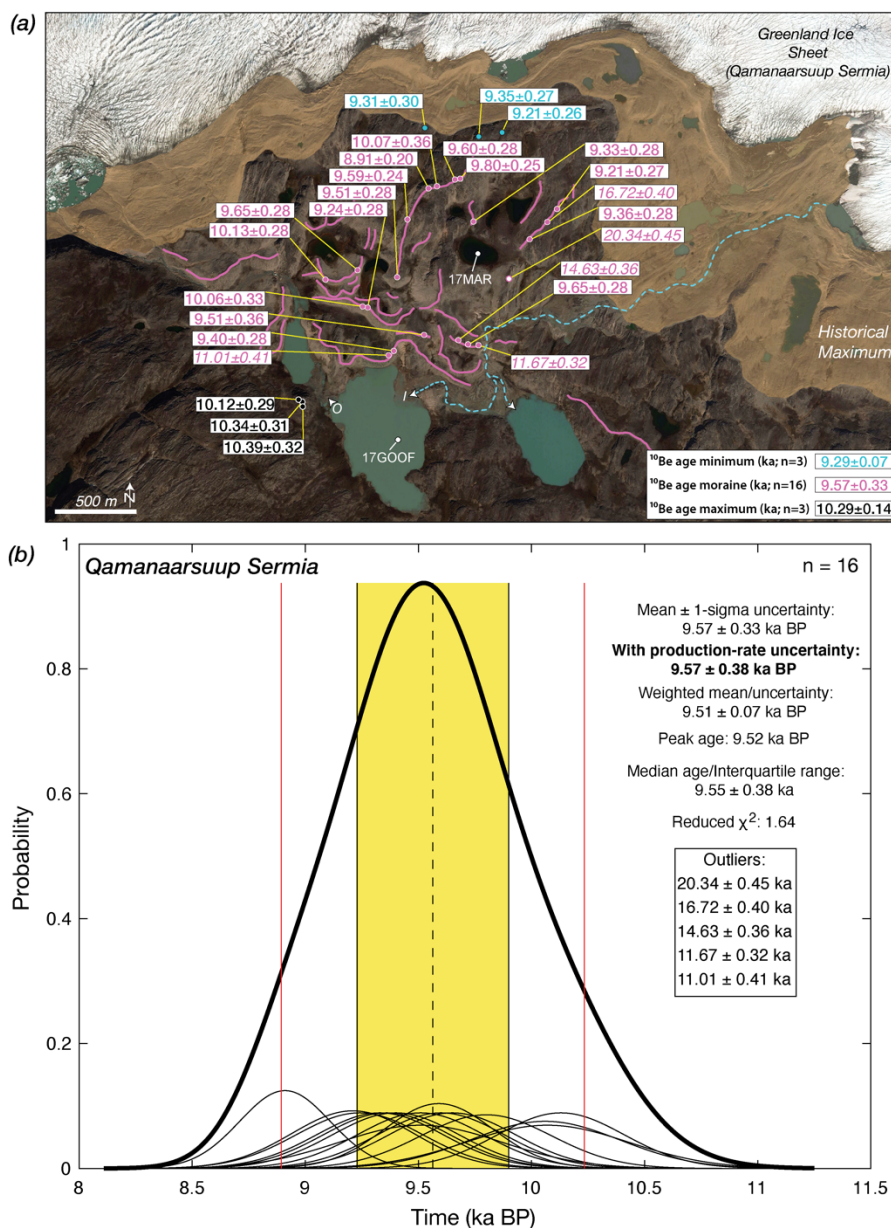 (a)
Greenland Ice
Sheet
(Qamanaarsuup Sermia)
9.31±0.30
9.35±0.27
9.21±0.26
10.07±0.36
9.60±0.28
9.33±0.28
8.91±0.20
9.80±0.25
9.21±0.27
9.59±0.24
16.72±0.40
9.51±0.28
9.65±0.28
9.24±0.28
9.36±0.28
10.13±0.28
20.34±0.45
17MAR
14.63±0.36
10.06±0.33
9.65±0.28
9.51±0.36
9.40±0.28
11.01±0.41
11.67±0.32
Historical
Maximum
10.12±0.29
O
I
10.34±0.31
10.39±0.32
17GOOF
500 m
N
¹⁰Be age minimum (ka; n=3) 9.29±0.07
¹⁰Be age moraine (ka; n=16) 9.57±0.33
¹⁰Be age maximum (ka; n=3) 10.29±0.14
(b)
Qamanaarsuup Sermia
n = 16
Mean ± 1-sigma uncertainty:
9.57 ± 0.33 ka BP
With production-rate uncertainty:
9.57 ± 0.38 ka BP
Weighted mean/uncertainty:
9.51 ± 0.07 ka BP
Peak age: 9.52 ka BP
Median age/Interquartile range:
9.55 ± 0.38 ka
Reduced χ²: 1.64
Outliers:
20.34 ± 0.45 ka
16.72 ± 0.40 ka
14.63 ± 0.36 ka
11.67 ± 0.32 ka
11.01 ± 0.41 ka
Probability
1
0.8
0.6
0.4
0.2
0
8 8.5 9 9.5 10 10.5 11 11.5
Time (ka BP)